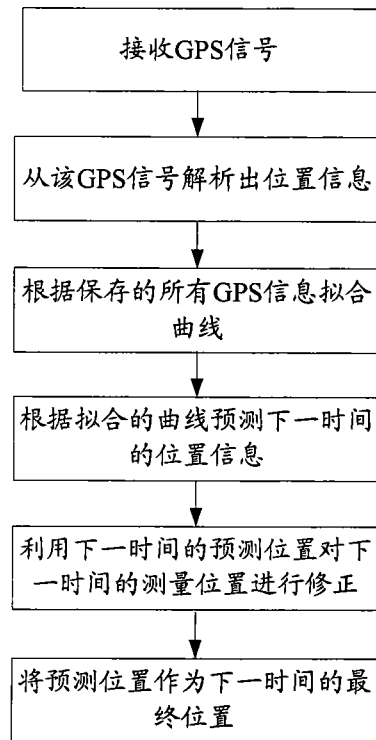 接收GPS信号
从该GPS信号解析出位置信息
根据保存的所有GPS信息拟合
曲线
根据拟合的曲线预测下一时间
的位置信息
利用下一时间的预测位置对下
一时间的测量位置进行修正
将预测位置作为下一时间的最
终位置